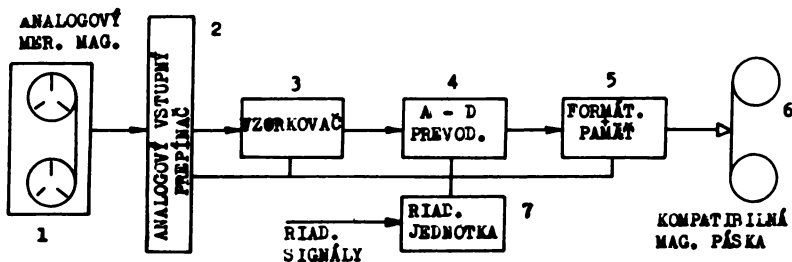 ANALOGOVÝ
MER. MAG.
1
2
ANALOGOVÝ VSTUPNÝ
PREPÍNAČ
3
VZORKOVAČ
4
A - D
PREVOD.
5
FORMÁT.
+
PAMÄŤ
6
KOMPATIBILNÁ
MAG. PÁSKA
7
RIAD.
JEDNOTKA
RIAD.
SIGNÁLY